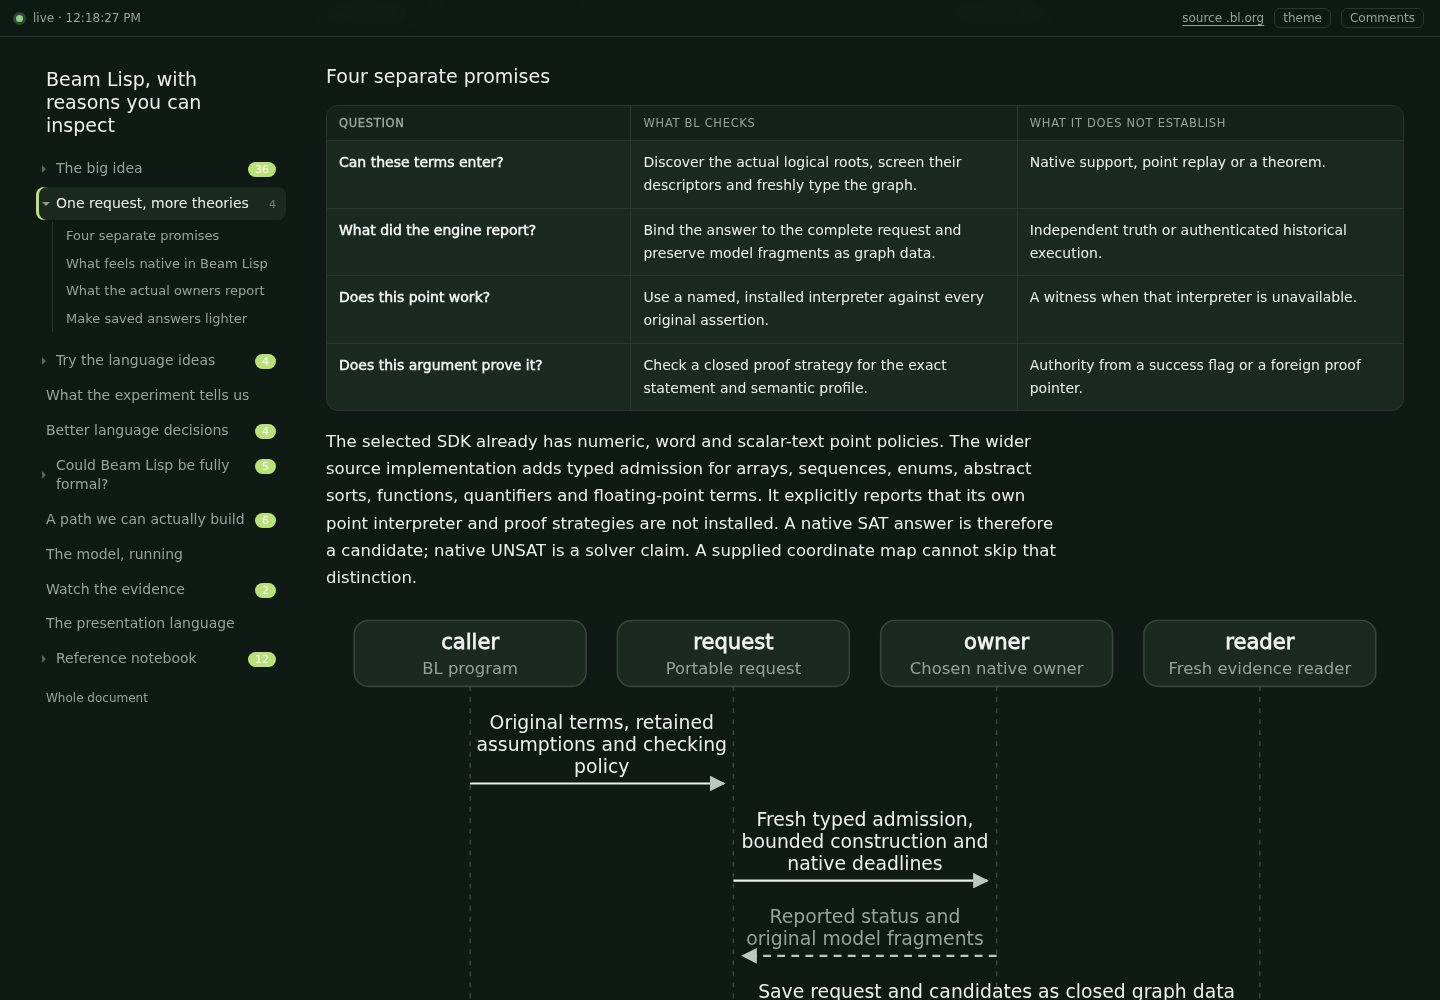 live · 12:18:27 PM
source .bl.org
theme
Comments
Beam Lisp, with
reasons you can
inspect
The big idea 36
One request, more theories 4
Four separate promises
What feels native in Beam Lisp
What the actual owners report
Make saved answers lighter
Try the language ideas 4
What the experiment tells us
Better language decisions 4
Could Beam Lisp be fully 5
formal?
A path we can actually build 6
The model, running
Watch the evidence 2
The presentation language
Reference notebook 12
Whole document
Four separate promises
QUESTION
WHAT BL CHECKS
WHAT IT DOES NOT ESTABLISH
Can these terms enter?
Discover the actual logical roots, screen their
descriptors and freshly type the graph.
Native support, point replay or a theorem.
What did the engine report?
Bind the answer to the complete request and
preserve model fragments as graph data.
Independent truth or authenticated historical
execution.
Does this point work?
Use a named, installed interpreter against every
original assertion.
A witness when that interpreter is unavailable.
Does this argument prove it?
Check a closed proof strategy for the exact
statement and semantic profile.
Authority from a success flag or a foreign proof
pointer.
The selected SDK already has numeric, word and scalar-text point policies. The wider
source implementation adds typed admission for arrays, sequences, enums, abstract
sorts, functions, quantifiers and floating-point terms. It explicitly reports that its own
point interpreter and proof strategies are not installed. A native SAT answer is therefore
a candidate; native UNSAT is a solver claim. A supplied coordinate map cannot skip that
distinction.
caller
BL program
request
Portable request
owner
Chosen native owner
reader
Fresh evidence reader
Original terms, retained
assumptions and checking
policy
Fresh typed admission,
bounded construction and
native deadlines
Reported status and
original model fragments
Save request and candidates as closed graph data